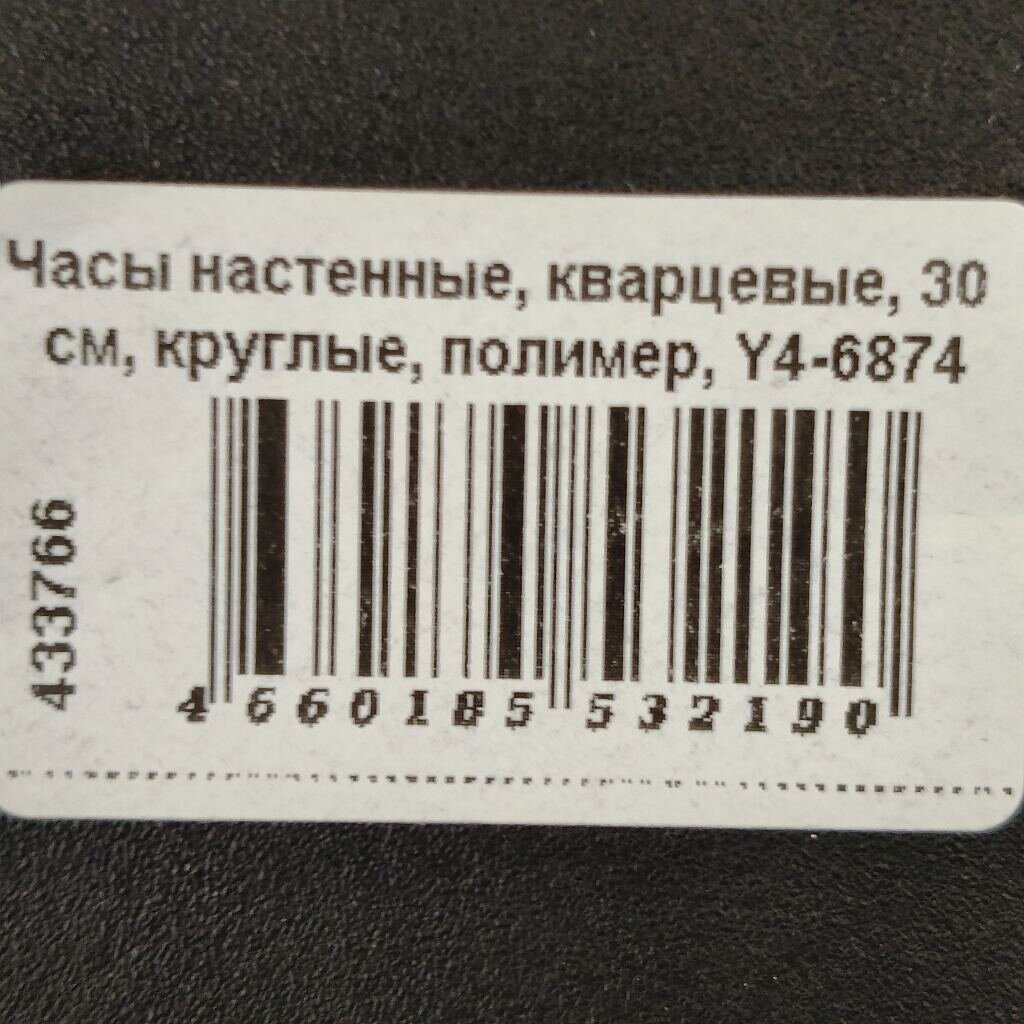 Часы настенные, кварцевые, 30
см, круглые, полимер, Y4-6874
433766
4 660185 532190